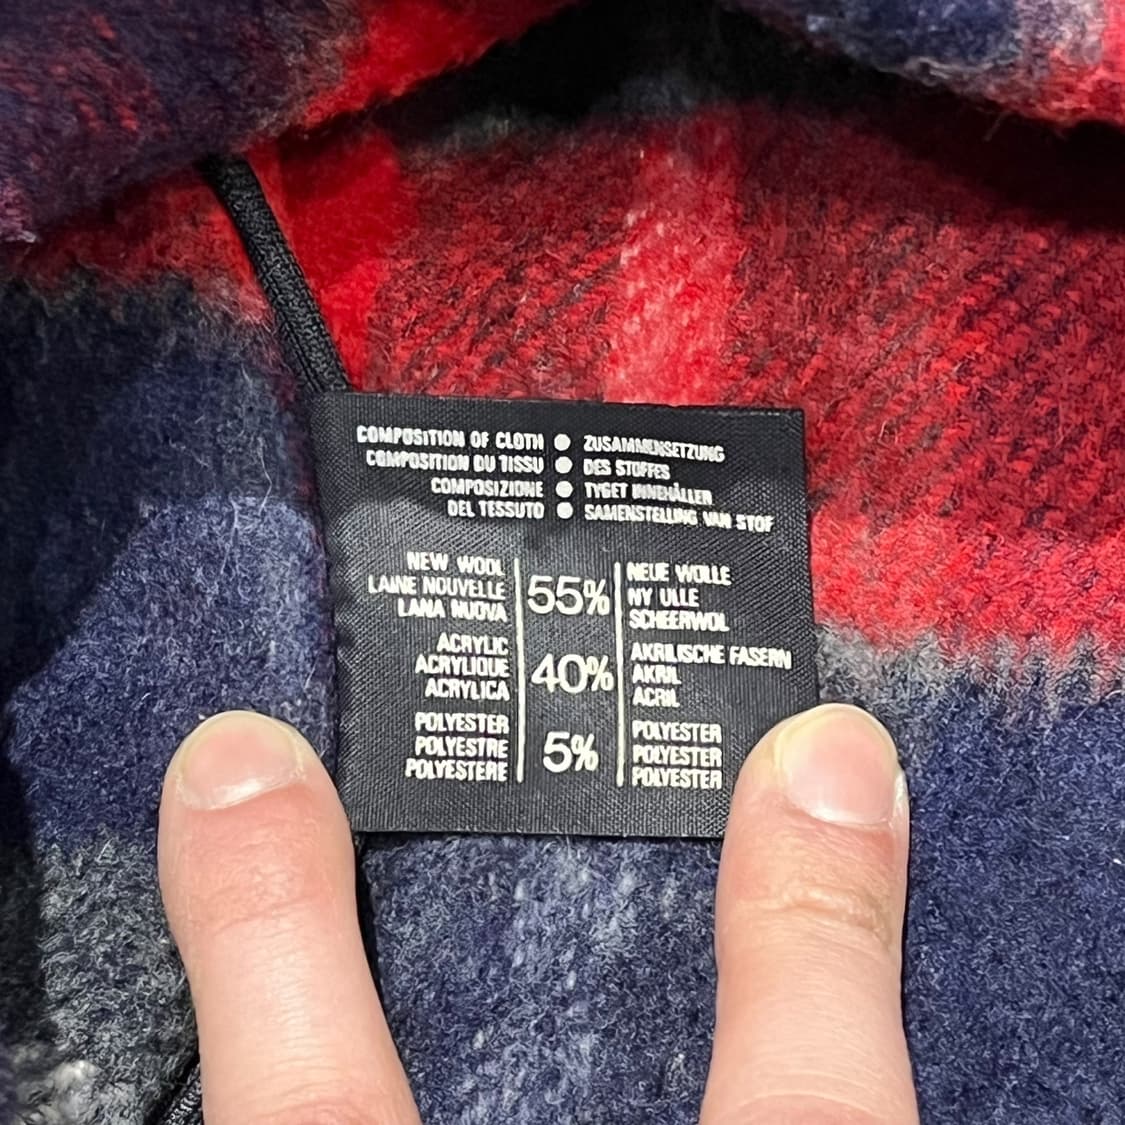 COMPOSITION OF CLOTH ● ZUSAMMENSETZUNG
COMPOSITION DU TISSU ● DES STOFFES
COMPOSIZIONE ● TYGET INNEHÅLLER
DEL TESSUTO ● SAMENSTELLING VAN STOF
NEW WOOL
LAINE NOUVELLE
LANA NUOVA
55%
NEUE WOLLE
NY ULLE
SCHEERWOL
ACRYLIC
ACRYLIQUE
ACRYLICA
40%
AKRILISCHE FASERN
AKRIL
ACRIL
POLYESTER
POLYESTRE
POLYESTERE
5%
POLYESTER
POLYESTER
POLYESTER